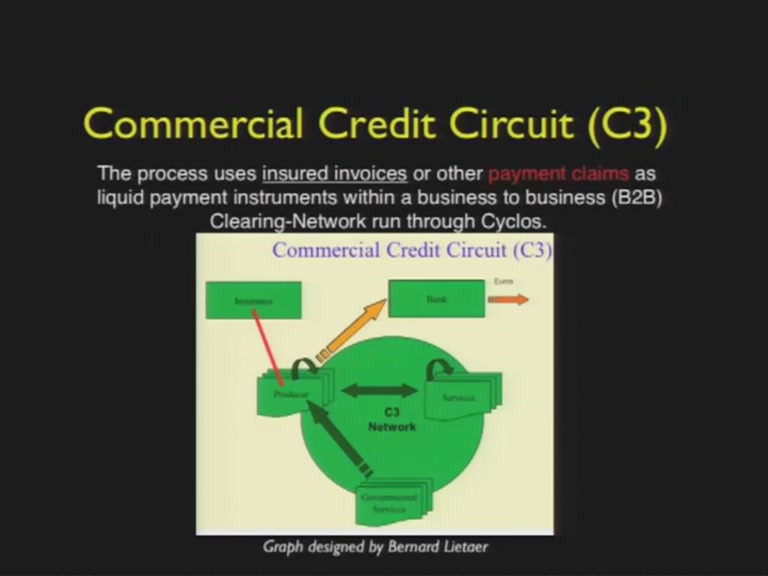 Commercial Credit Circuit (C3)
The process uses insured invoices or other payment claims as
liquid payment instruments within a business to business (B2B)
Clearing-Network run through Cyclos.
Commercial Credit Circuit (C3)
Insurance
Bank
Euros
Producer
Services
C3
Network
Governmental
Services
Graph designed by Bernard Lietaer